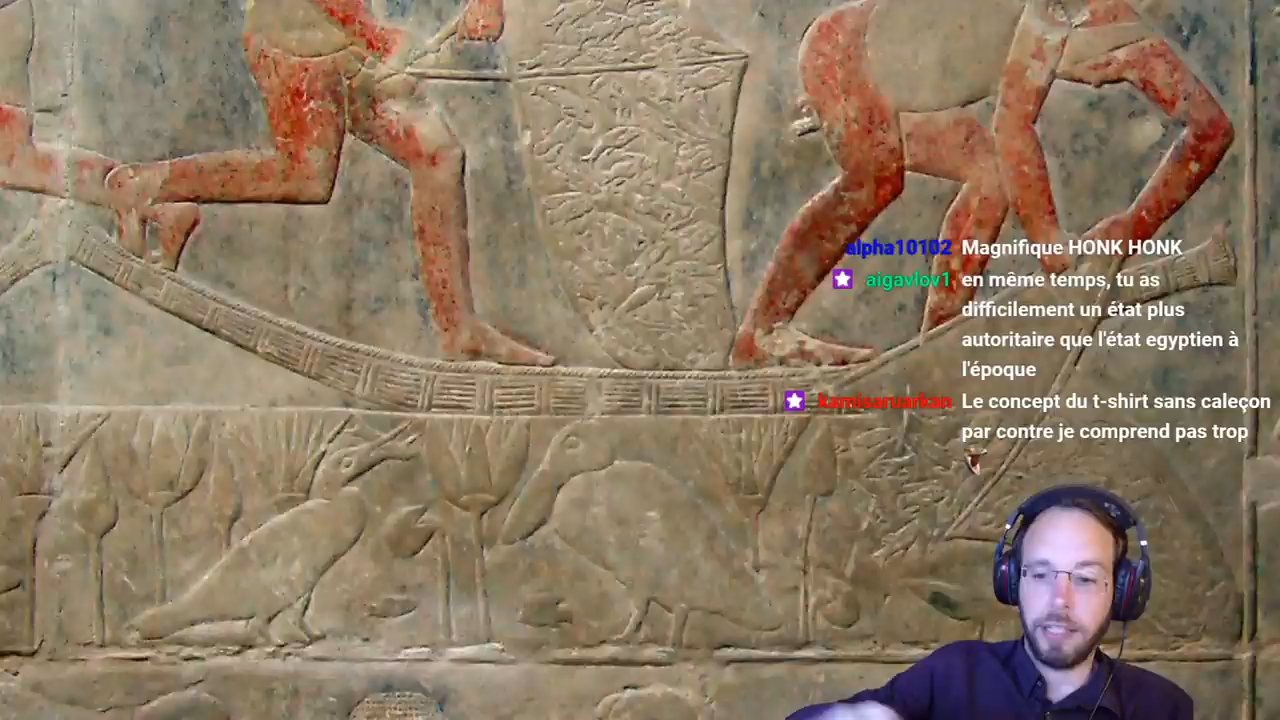 alpha10102 Magnifique HONK HONK
aigavlov1 en même temps, tu as
difficilement un état plus
autoritaire que l'état egyptien à
l'époque
kamisaruarkan Le concept du t-shirt sans caleçon
par contre je comprend pas trop